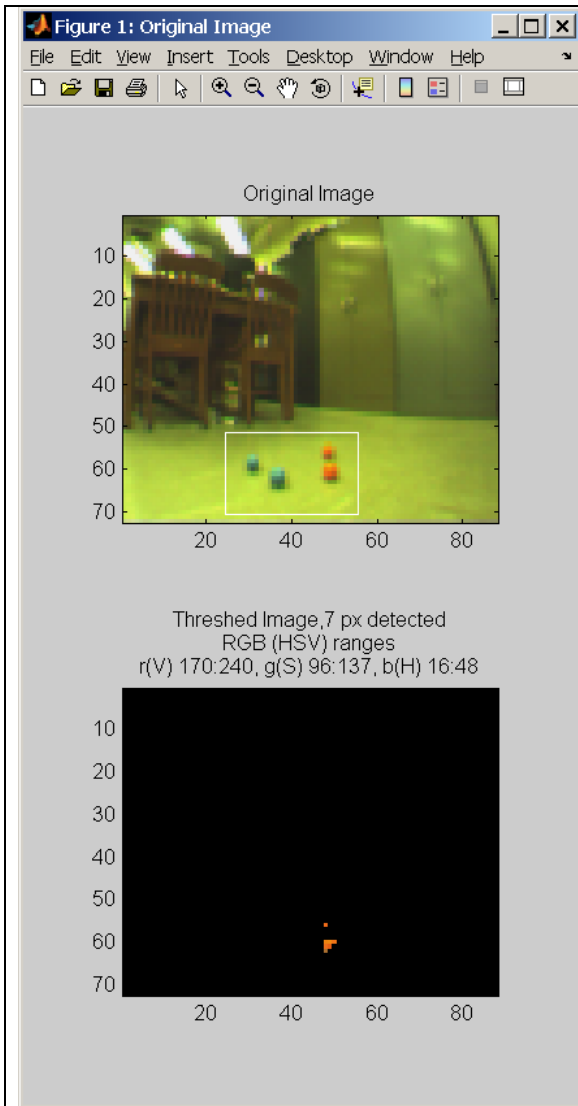 Figure 1: Original Image
File Edit View Insert Tools Desktop Window Help
Original Image
10
20
30
40
50
60
70
20 40 60 80
Threshed Image,7 px detected
RGB (HSV) ranges
r(V) 170:240, g(S) 96:137, b(H) 16:48
10
20
30
40
50
60
70
20 40 60 80